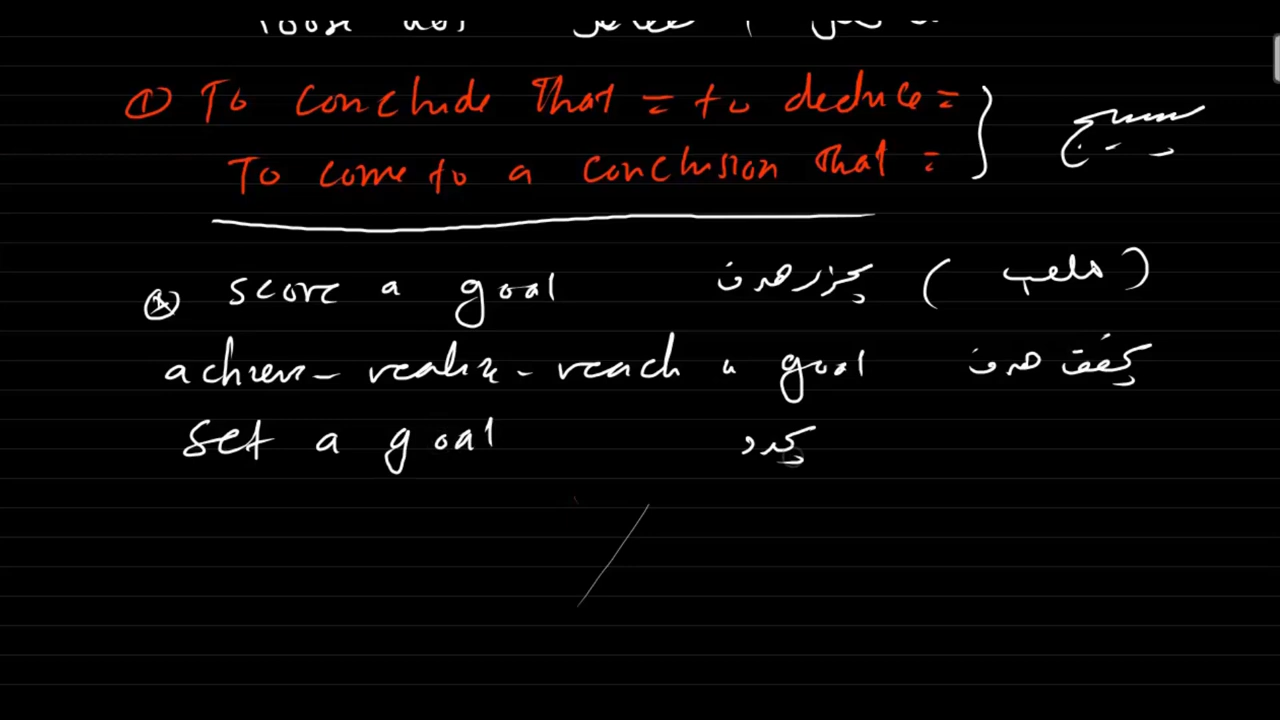 ① To conclude that = to deduce =
To come to a conclusion that = } يستنتج
score a goal يحرز هدف ( ملعب )
achieve - realize - reach a goal يحقق هدف
Set a goal يحدد